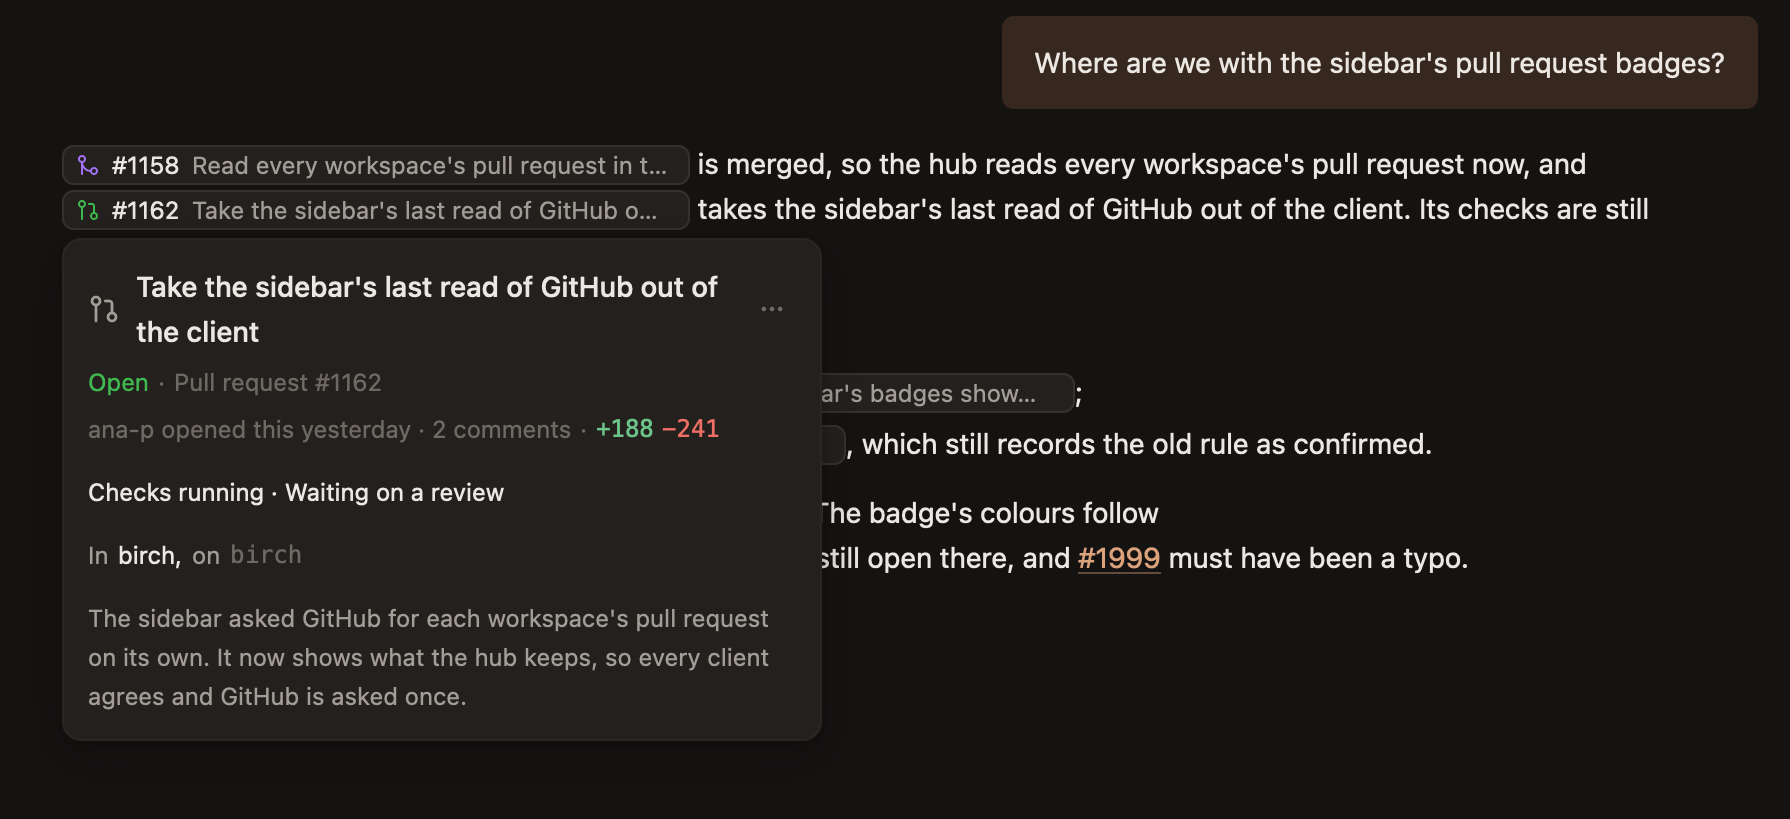 Where are we with the sidebar's pull request badges?
#1158 Read every workspace's pull request in t... is merged, so the hub reads every workspace's pull request now, and
#1162 Take the sidebar's last read of GitHub o... takes the sidebar's last read of GitHub out of the client. Its checks are still
Take the sidebar's last read of GitHub out of
the client
Open · Pull request #1162
ana-p opened this yesterday · 2 comments · +188 −241
Checks running · Waiting on a review
In birch, on birch
The sidebar asked GitHub for each workspace's pull request
on its own. It now shows what the hub keeps, so every client
agrees and GitHub is asked once.
ar's badges show... ;
, which still records the old rule as confirmed.
The badge's colours follow
still open there, and #1999 must have been a typo.